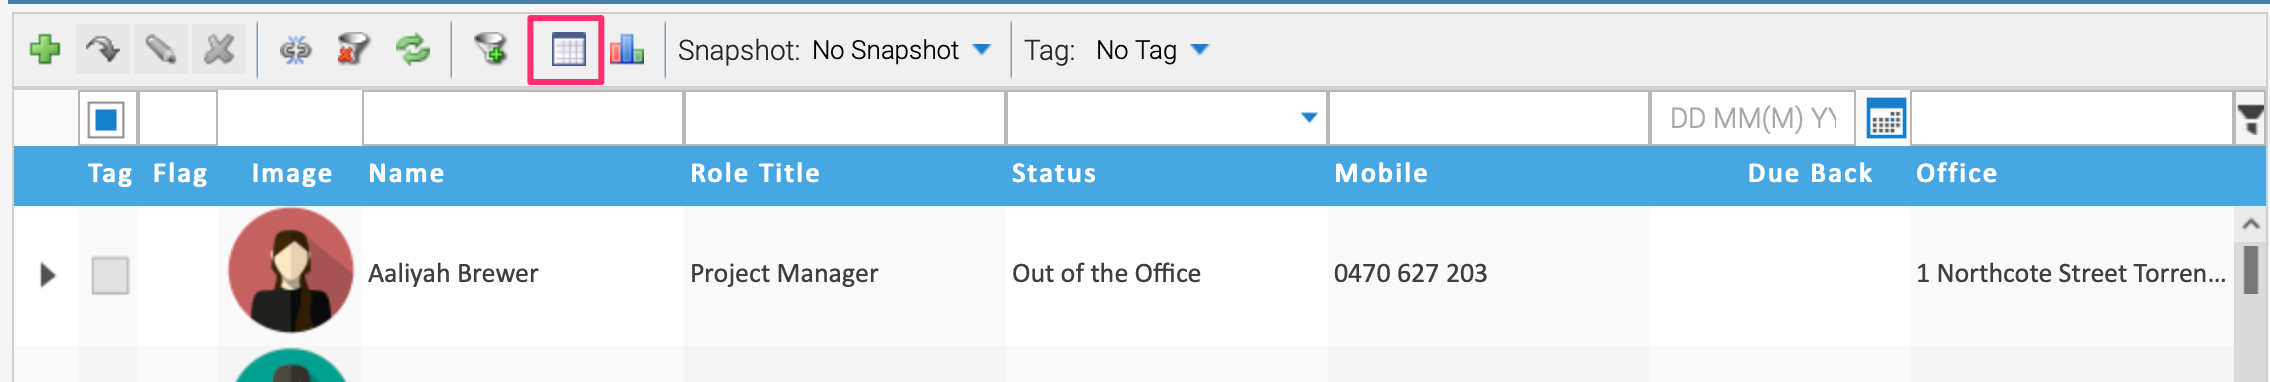 Snapshot: No Snapshot Tag: No Tag
DD MM(M) YY
Tag Flag Image Name Role Title Status Mobile Due Back Office
Aaliyah Brewer Project Manager Out of the Office 0470 627 203 1 Northcote Street Torren...